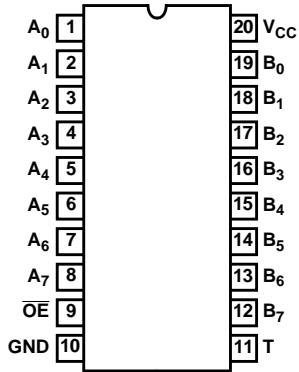 A0 1 20 VCC
A1 2 19 B0
A2 3 18 B1
A3 4 17 B2
A4 5 16 B3
A5 6 15 B4
A6 7 14 B5
A7 8 13 B6
O̅E̅ 9 12 B7
GND 10 11 T